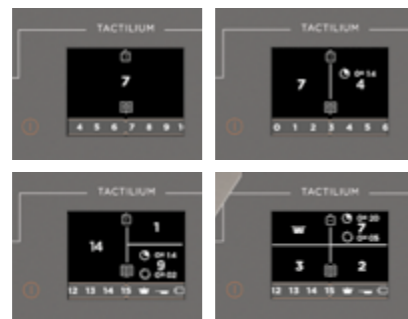 TACTILIUM
7
4 5 6 7 8 9 1
TACTILIUM
7
0ʰ14
4
0 1 2 3 4 5 6
TACTILIUM
14
1
0ʰ14
9
0ʰ02
12 13 14 15
TACTILIUM
0ʰ20
7
0ʰ05
3
2
12 13 14 15